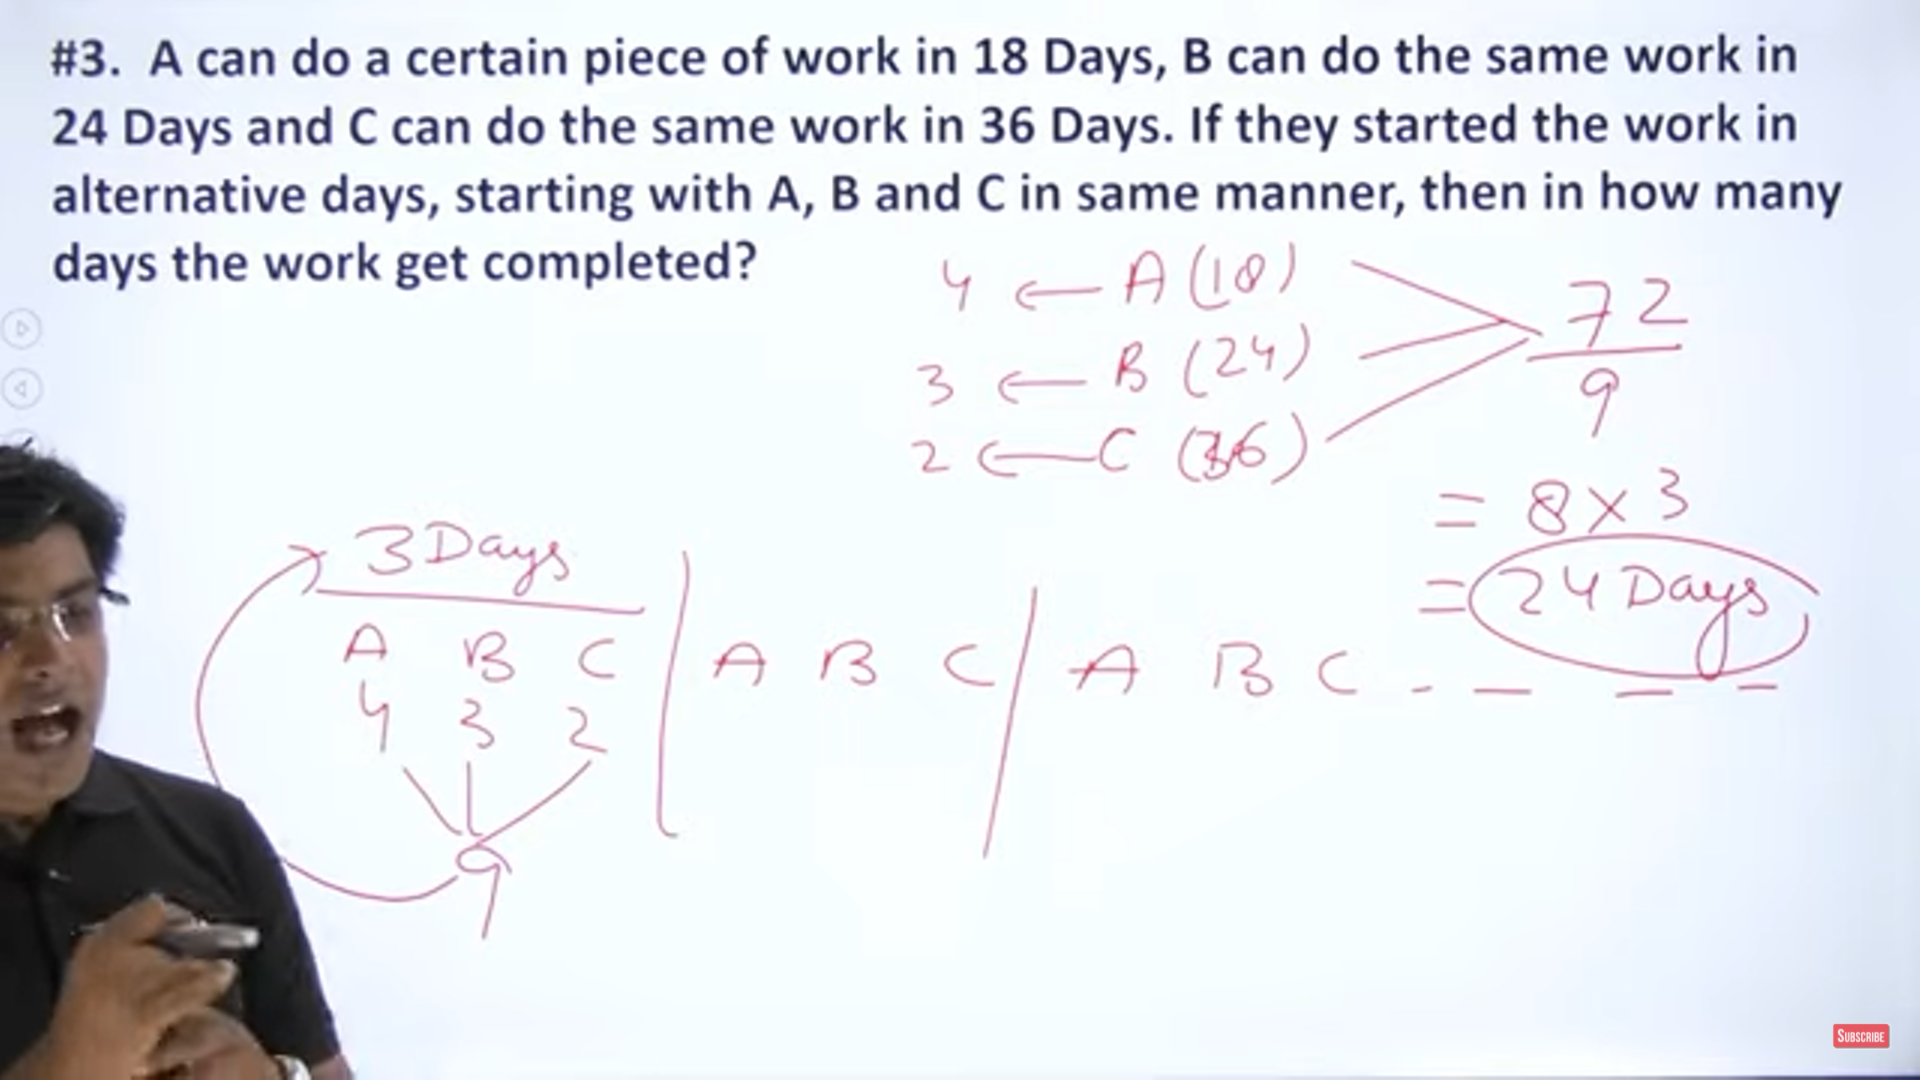 #3. A can do a certain piece of work in 18 Days, B can do the same work in
24 Days and C can do the same work in 36 Days. If they started the work in
alternative days, starting with A, B and C in same manner, then in how many
days the work get completed?
4 ← A (18)
3 ← B (24)
2 ← C (36)
72
9
= 8 × 3
= 24 Days
3 Days
A B C | A B C | A B C - — — —
4 3 2
9
SUBSCRIBE